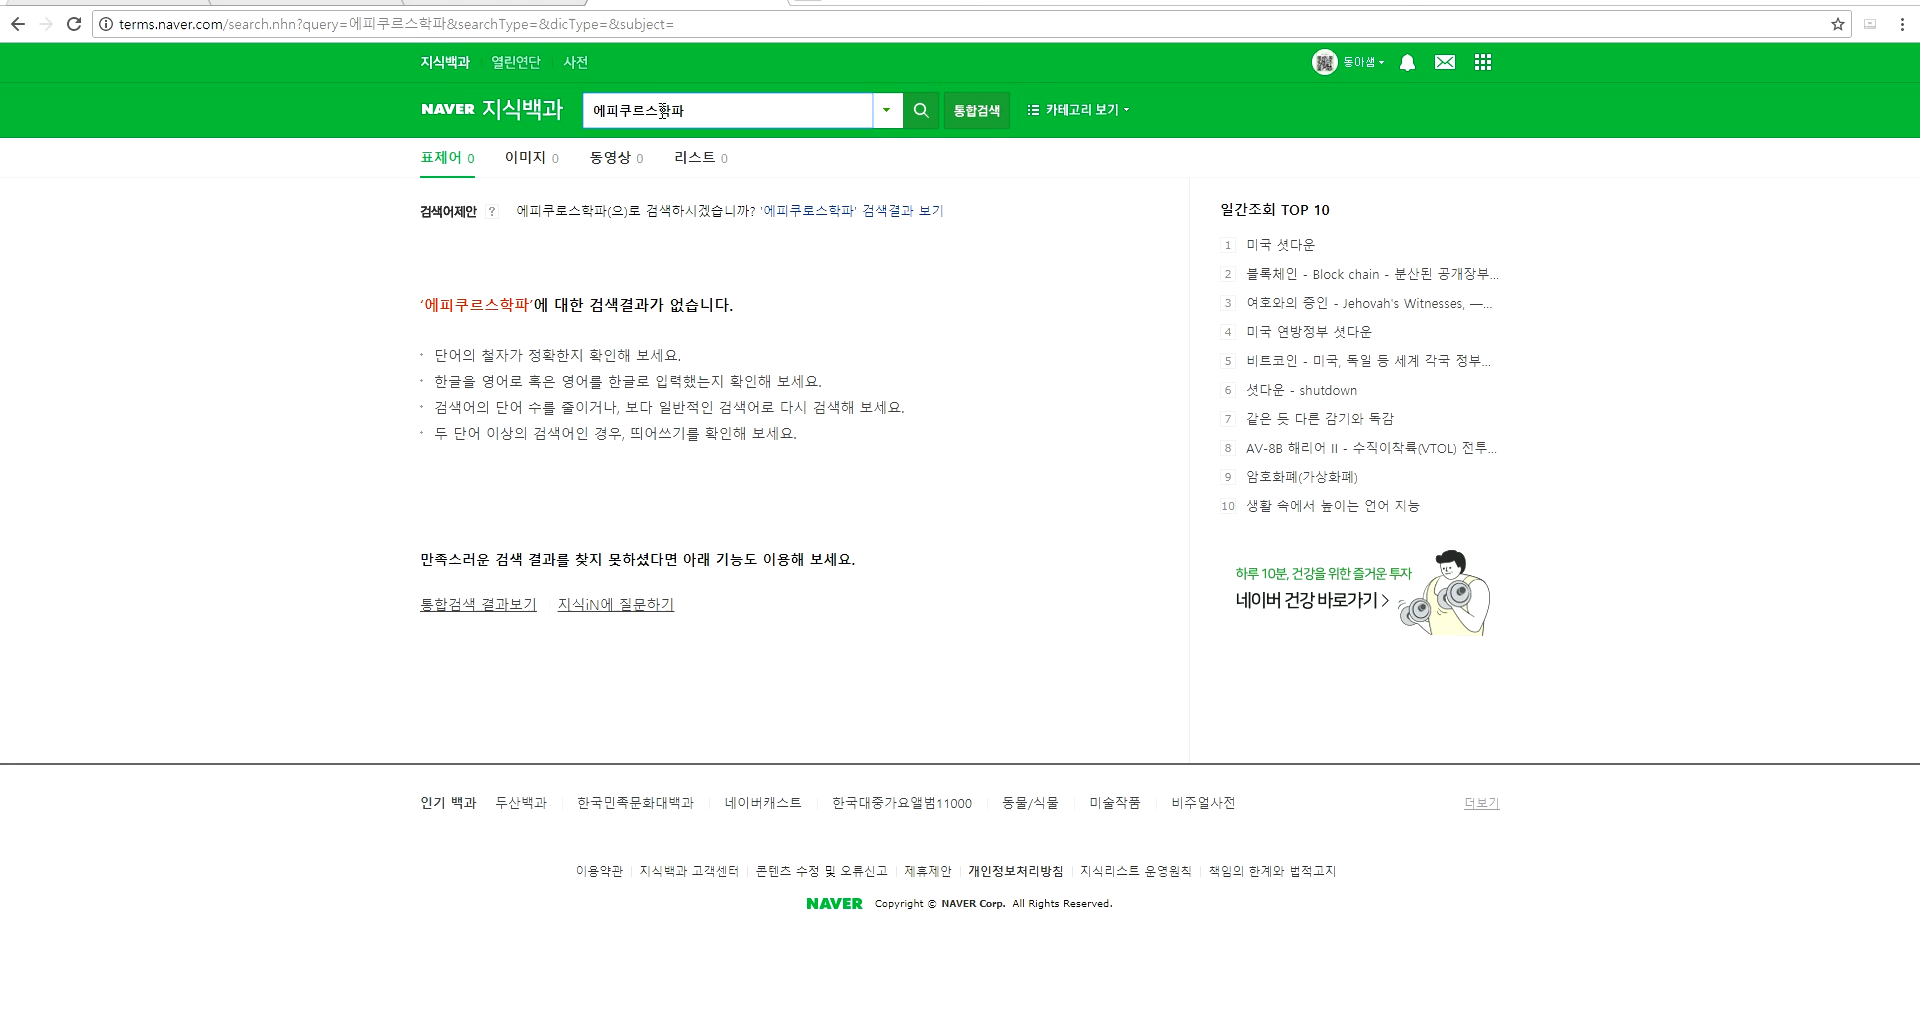 terms.naver.com/search.nhn?query=에피쿠르스학파&searchType=&dicType=&subject=
지식백과 열린연단 사전 동아샘
NAVER 지식백과 에피쿠르스학파 통합검색 카테고리 보기
표제어 0 이미지 0 동영상 0 리스트 0
검색어제안 ? 에피쿠로스학파(으)로 검색하시겠습니까? '에피쿠로스학파' 검색결과 보기
'에피쿠르스학파'에 대한 검색결과가 없습니다.
단어의 철자가 정확한지 확인해 보세요.
한글을 영어로 혹은 영어를 한글로 입력했는지 확인해 보세요.
검색어의 단어 수를 줄이거나, 보다 일반적인 검색어로 다시 검색해 보세요.
두 단어 이상의 검색어인 경우, 띄어쓰기를 확인해 보세요.
만족스러운 검색 결과를 찾지 못하셨다면 아래 기능도 이용해 보세요.
통합검색 결과보기 지식iN에 질문하기
일간조회 TOP 10
1 미국 셧다운
2 블록체인 - Block chain - 분산된 공개장부...
3 여호와의 증인 - Jehovah's Witnesses, ―...
4 미국 연방정부 셧다운
5 비트코인 - 미국, 독일 등 세계 각국 정부...
6 셧다운 - shutdown
7 같은 듯 다른 감기와 독감
8 AV-8B 해리어 II - 수직이착륙(VTOL) 전투...
9 암호화폐(가상화폐)
10 생활 속에서 높이는 언어 지능
하루 10분, 건강을 위한 즐거운 투자
네이버 건강 바로가기 >
인기 백과 두산백과 한국민족문화대백과 네이버캐스트 한국대중가요앨범11000 동물/식물 미술작품 비주얼사전 더보기
이용약관 지식백과 고객센터 콘텐츠 수정 및 오류신고 제휴제안 개인정보처리방침 지식리스트 운영원칙 책임의 한계와 법적고지
NAVER Copyright © NAVER Corp. All Rights Reserved.